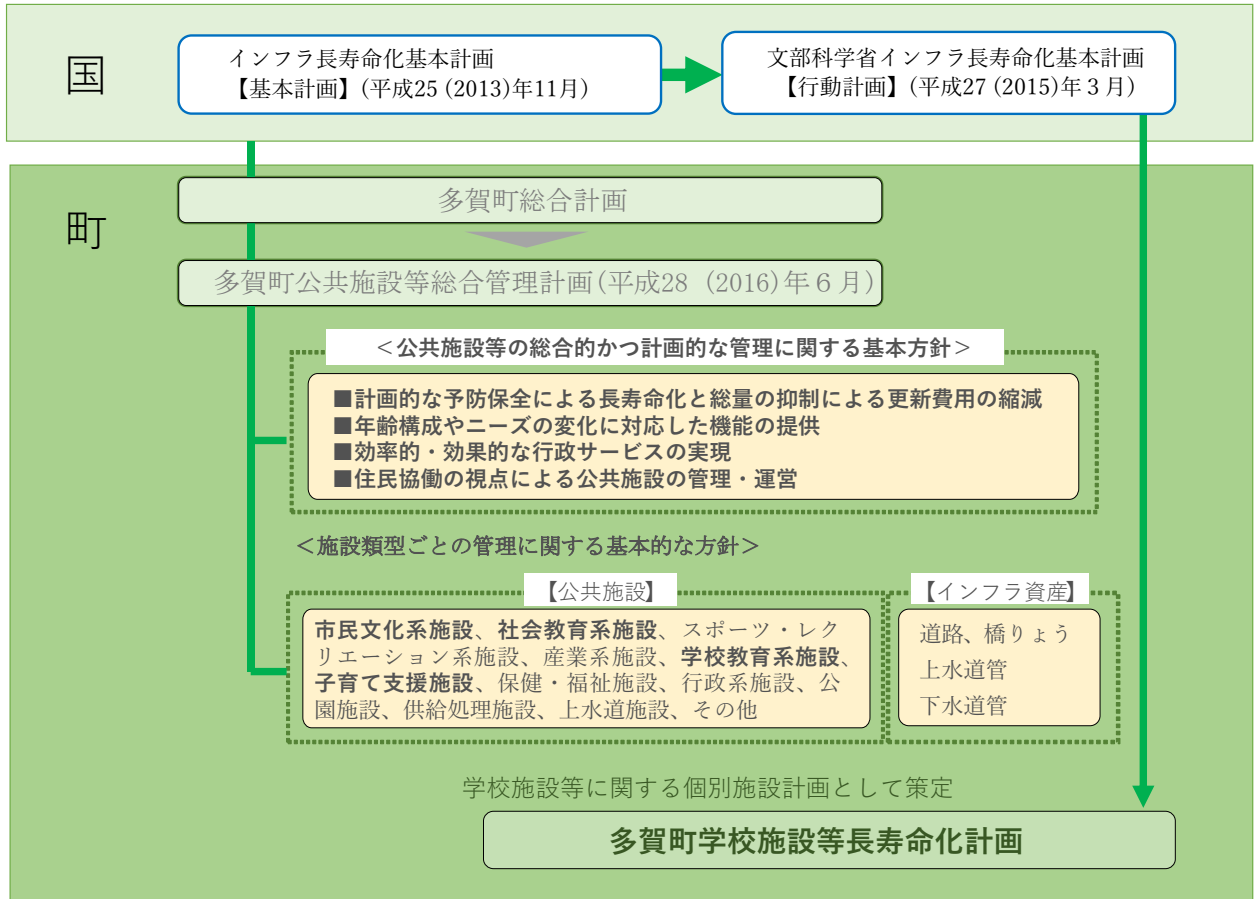 国
インフラ長寿命化基本計画
【基本計画】(平成25 (2013)年11月)
文部科学省インフラ長寿命化基本計画
【行動計画】(平成27 (2015)年３月)
町
多賀町総合計画
多賀町公共施設等総合管理計画(平成28 (2016)年６月)
＜公共施設等の総合的かつ計画的な管理に関する基本方針＞
■計画的な予防保全による長寿命化と総量の抑制による更新費用の縮減
■年齢構成やニーズの変化に対応した機能の提供
■効率的・効果的な行政サービスの実現
■住民協働の視点による公共施設の管理・運営
＜施設類型ごとの管理に関する基本的な方針＞
【公共施設】
市民文化系施設、社会教育系施設、スポーツ・レク
リエーション系施設、産業系施設、学校教育系施設、
子育て支援施設、保健・福祉施設、行政系施設、公
園施設、供給処理施設、上水道施設、その他
【インフラ資産】
道路、橋りょう
上水道管
下水道管
学校施設等に関する個別施設計画として策定
多賀町学校施設等長寿命化計画